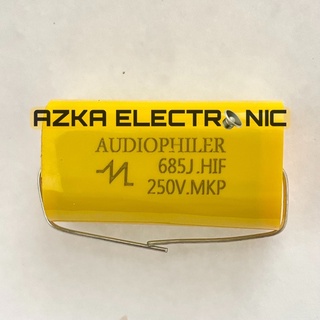 AZKA ELECTRONIC
AUDIOPHILER
685J.HIF
250V.MKP